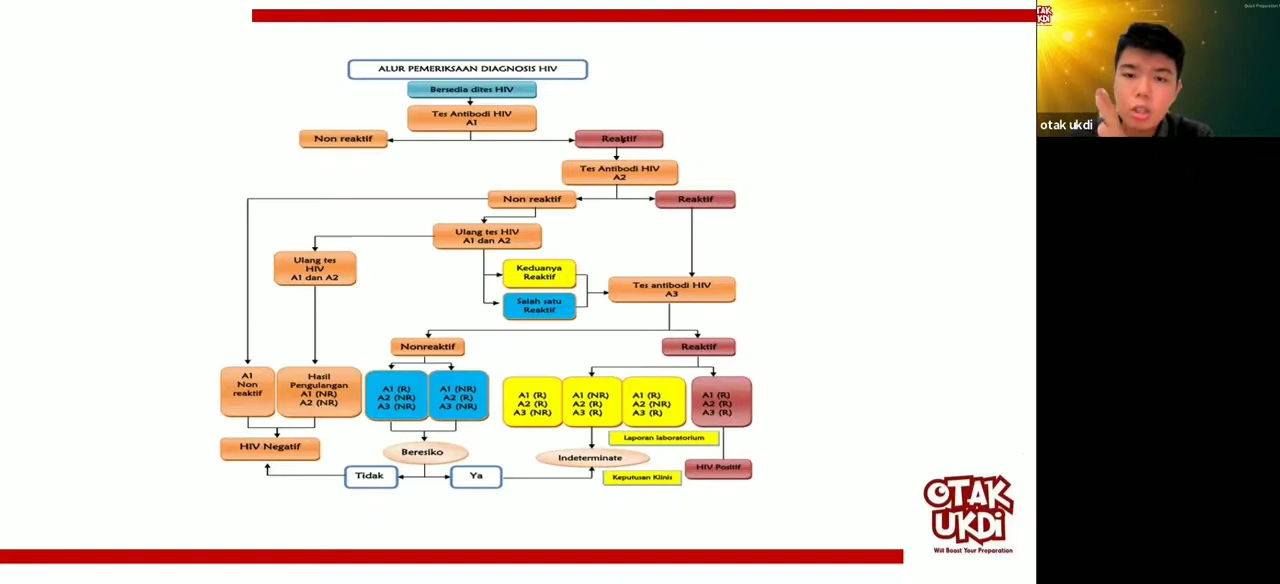 ALUR PEMERIKSAAN DIAGNOSIS HIV
Bersedia dites HIV
Tes Antibodi HIV
A1
Non reaktif
Reaktif
Tes Antibodi HIV
A2
Non reaktif
Reaktif
Ulang tes HIV
A1 dan A2
Ulang tes
HIV
A1 dan A2
Keduanya
Reaktif
Salah satu
Reaktif
Tes antibodi HIV
A3
Nonreaktif
Reaktif
A1
Non
reaktif
Hasil
Pengulangan
A1 (NR)
A2 (NR)
A1 (R)
A2 (NR)
A3 (NR)
A1 (NR)
A2 (R)
A3 (NR)
A1 (R)
A2 (R)
A3 (NR)
A1 (NR)
A2 (R)
A3 (R)
A1 (R)
A2 (NR)
A3 (R)
A1 (R)
A2 (R)
A3 (R)
Laporan laboratorium
HIV Negatif
Beresiko
Indeterminate
HIV Positif
Tidak
Ya
Keputusan Klinis
OTAK
UKDI
Will Boost Your Preparation
OTAK
UKDI
otak ukdi